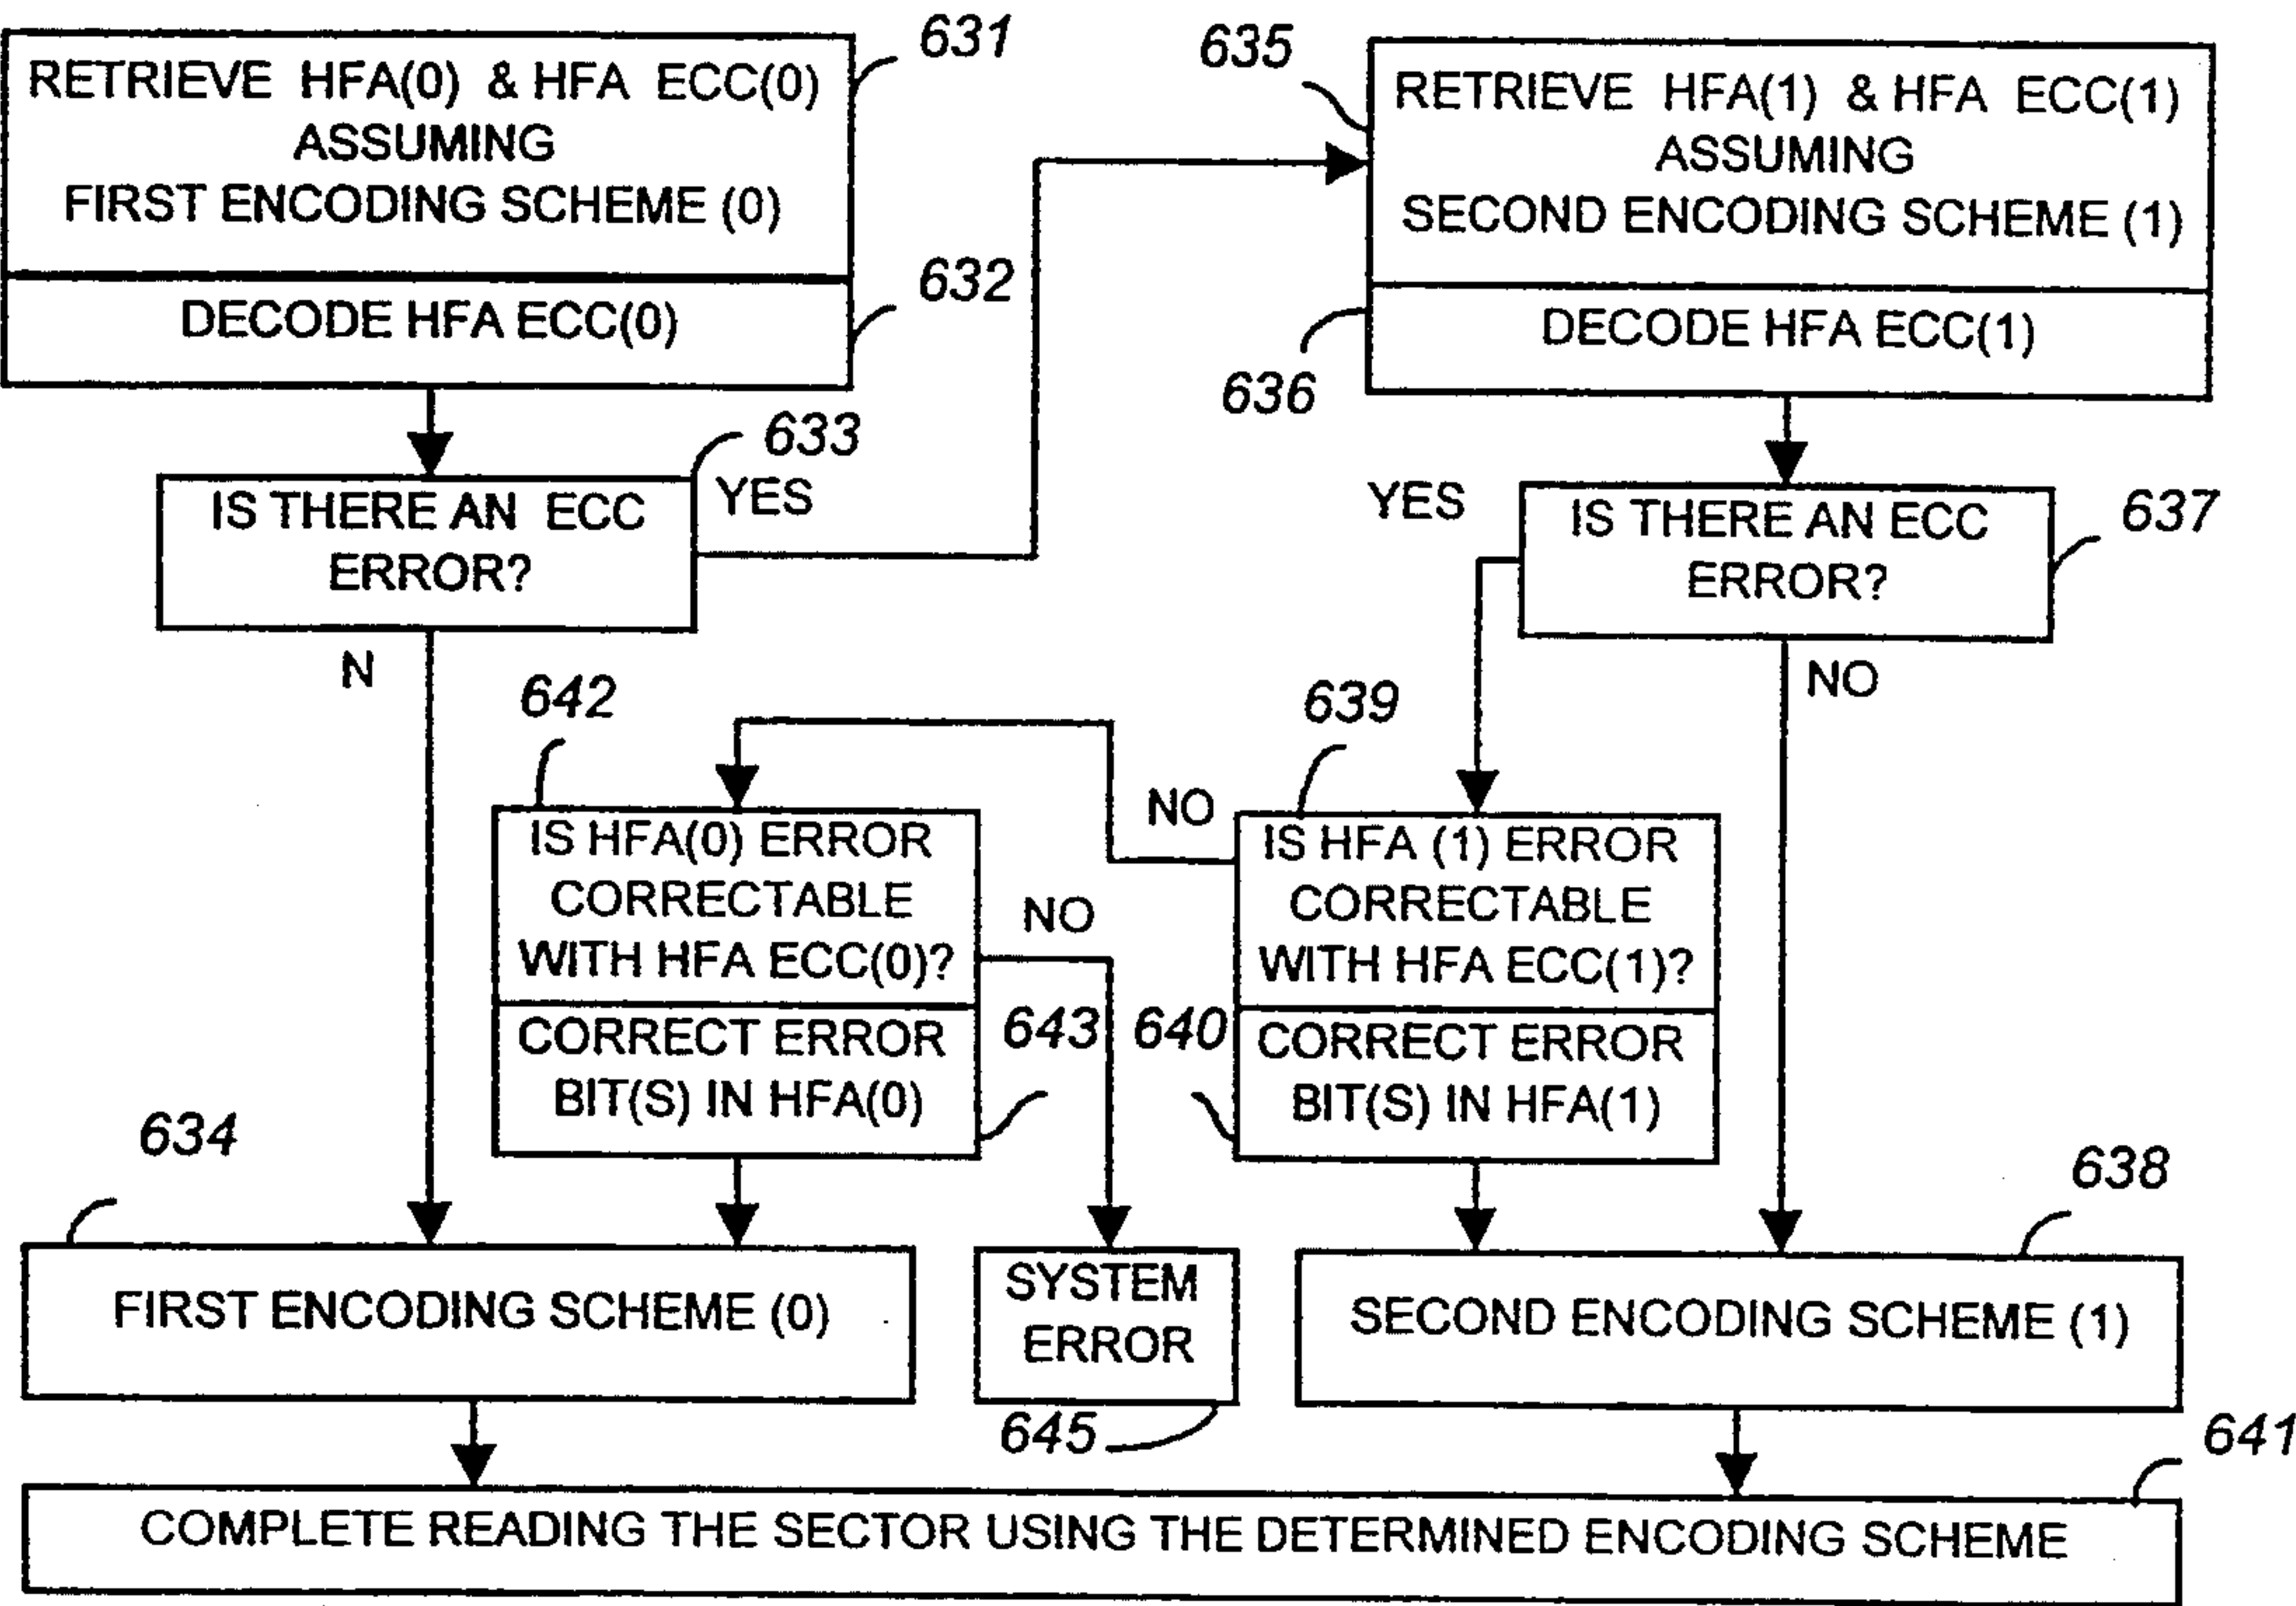 631
RETRIEVE HFA(0) & HFA ECC(0)
ASSUMING
FIRST ENCODING SCHEME (0)
632
DECODE HFA ECC(0)
635
RETRIEVE HFA(1) & HFA ECC(1)
ASSUMING
SECOND ENCODING SCHEME (1)
636
DECODE HFA ECC(1)
633
IS THERE AN ECC
ERROR?
YES
N
YES
IS THERE AN ECC
ERROR?
637
NO
642
IS HFA(0) ERROR
CORRECTABLE
WITH HFA ECC(0)?
NO
CORRECT ERROR
BIT(S) IN HFA(0)
643
639
NO
IS HFA (1) ERROR
CORRECTABLE
WITH HFA ECC(1)?
640
CORRECT ERROR
BIT(S) IN HFA(1)
634
FIRST ENCODING SCHEME (0)
SYSTEM
ERROR
645
638
SECOND ENCODING SCHEME (1)
641
COMPLETE READING THE SECTOR USING THE DETERMINED ENCODING SCHEME